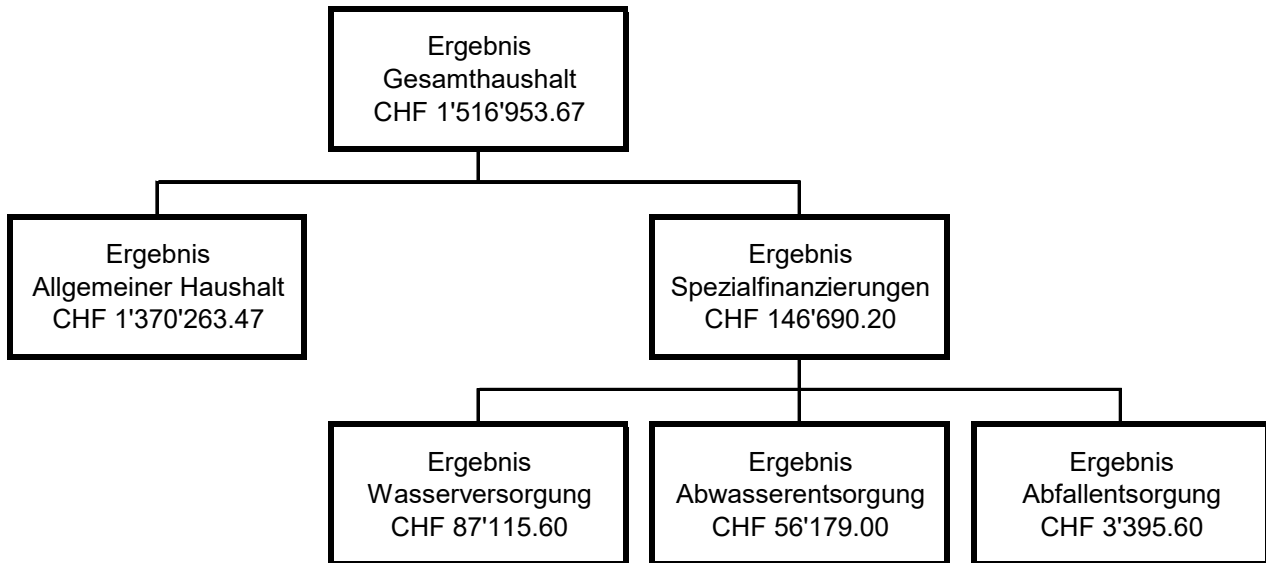 Ergebnis
Gesamthaushalt
CHF 1'516'953.67
Ergebnis
Allgemeiner Haushalt
CHF 1'370'263.47
Ergebnis
Spezialfinanzierungen
CHF 146'690.20
Ergebnis
Wasserversorgung
CHF 87'115.60
Ergebnis
Abwasserentsorgung
CHF 56'179.00
Ergebnis
Abfallentsorgung
CHF 3'395.60